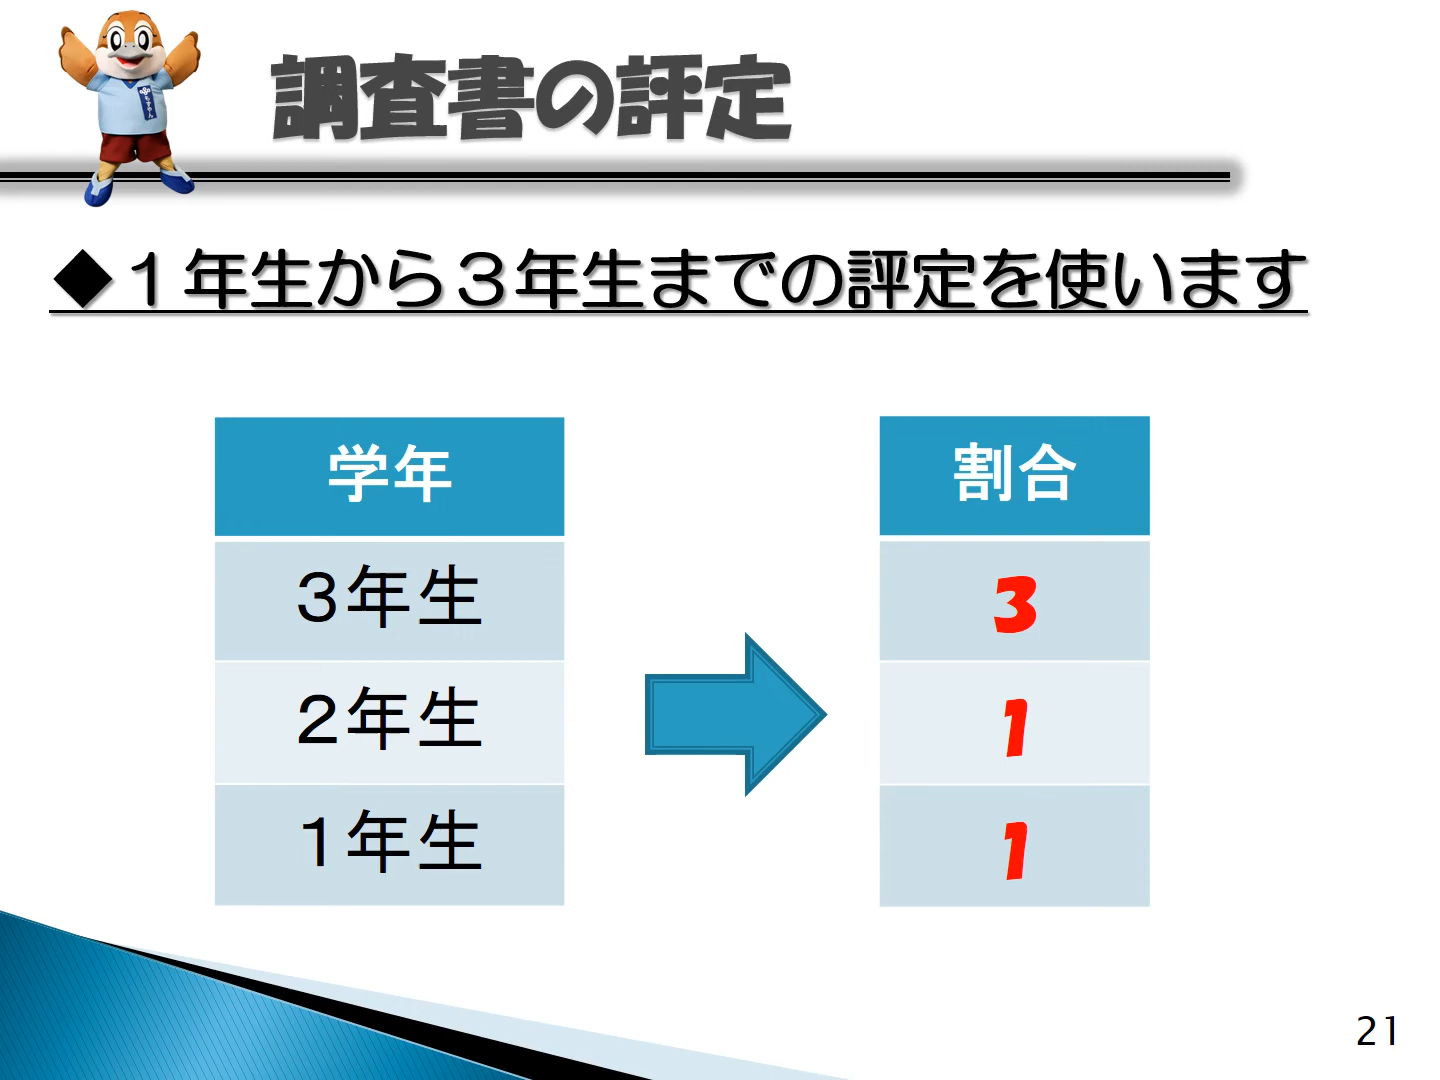 調査書の評定
◆１年生から３年生までの評定を使います
学年
割合
３年生
3
２年生
1
１年生
1
21